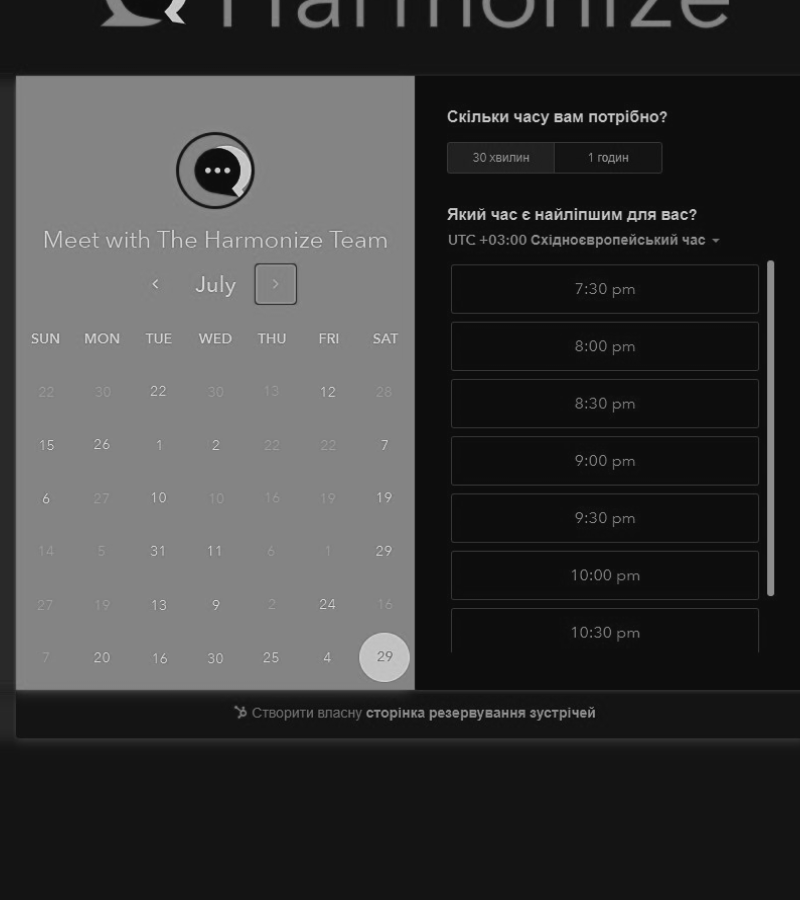 Harmonize
Meet with The Harmonize Team
July
SUN MON TUE WED THU FRI SAT
22 30 22 30 13 12 28
15 26 1 2 22 22 7
6 27 10 10 16 19 19
14 5 31 11 6 1 29
27 19 13 9 2 24 16
7 20 16 30 25 4 29
Скільки часу вам потрібно?
30 хвилин 1 годин
Який час є найліпшим для вас?
UTC +03:00 Східноєвропейський час
7:30 pm
8:00 pm
8:30 pm
9:00 pm
9:30 pm
10:00 pm
10:30 pm
Створити власну сторінка резервування зустрічей